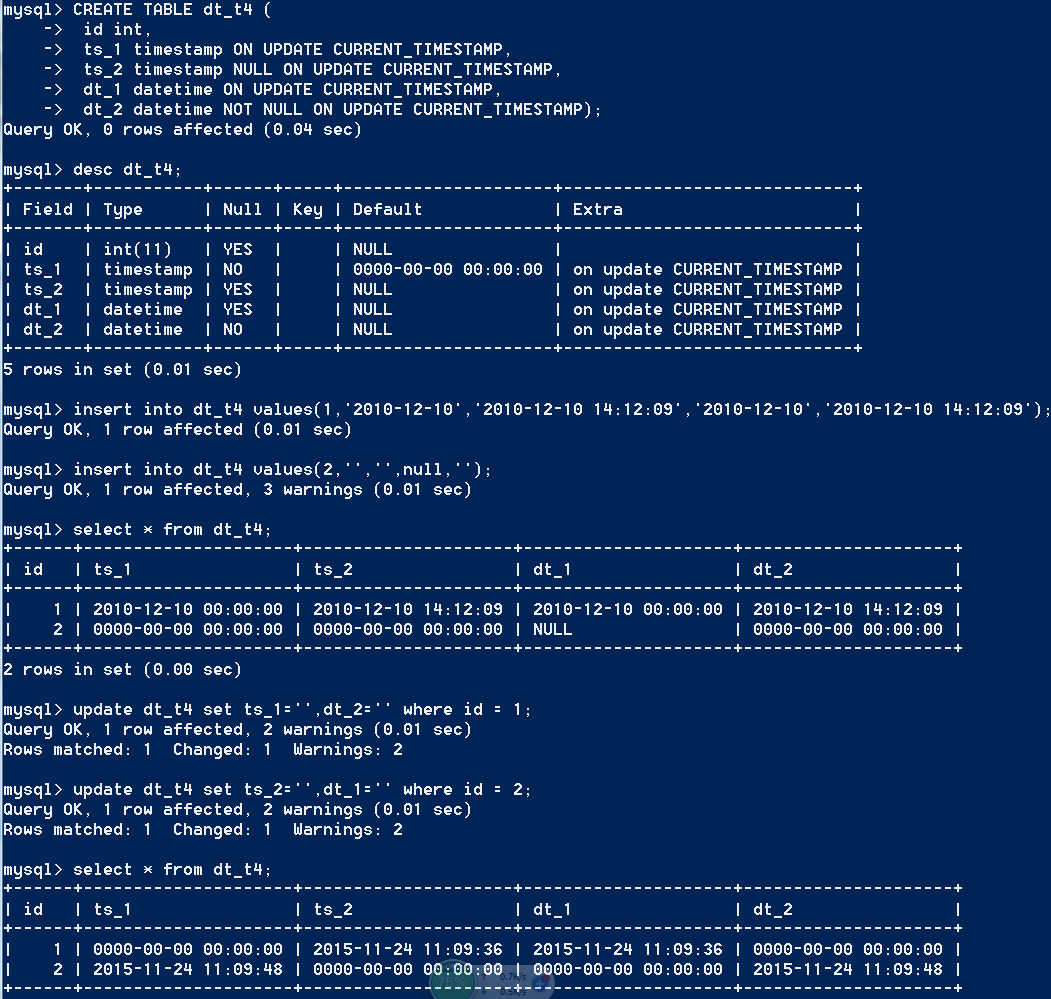 mysql> CREATE TABLE dt_t4 (
    ->  id int,
    ->  ts_1 timestamp ON UPDATE CURRENT_TIMESTAMP,
    ->  ts_2 timestamp NULL ON UPDATE CURRENT_TIMESTAMP,
    ->  dt_1 datetime ON UPDATE CURRENT_TIMESTAMP,
    ->  dt_2 datetime NOT NULL ON UPDATE CURRENT_TIMESTAMP);
Query OK, 0 rows affected (0.04 sec)
mysql> desc dt_t4;
+-------+-----------+------+-----+---------------------+-----------------------------+
| Field | Type      | Null | Key | Default             | Extra                       |
+-------+-----------+------+-----+---------------------+-----------------------------+
| id    | int(11)   | YES  |     | NULL                |                             |
| ts_1  | timestamp | NO   |     | 0000-00-00 00:00:00 | on update CURRENT_TIMESTAMP |
| ts_2  | timestamp | YES  |     | NULL                | on update CURRENT_TIMESTAMP |
| dt_1  | datetime  | YES  |     | NULL                | on update CURRENT_TIMESTAMP |
| dt_2  | datetime  | NO   |     | NULL                | on update CURRENT_TIMESTAMP |
+-------+-----------+------+-----+---------------------+-----------------------------+
5 rows in set (0.01 sec)
mysql> insert into dt_t4 values(1,'2010-12-10','2010-12-10 14:12:09','2010-12-10','2010-12-10 14:12:09');
Query OK, 1 row affected (0.01 sec)
mysql> insert into dt_t4 values(2,'','',null,'');
Query OK, 1 row affected, 3 warnings (0.01 sec)
mysql> select * from dt_t4;
+------+---------------------+---------------------+---------------------+---------------------+
| id   | ts_1                | ts_2                | dt_1                | dt_2                |
+------+---------------------+---------------------+---------------------+---------------------+
|    1 | 2010-12-10 00:00:00 | 2010-12-10 14:12:09 | 2010-12-10 00:00:00 | 2010-12-10 14:12:09 |
|    2 | 0000-00-00 00:00:00 | 0000-00-00 00:00:00 | NULL                | 0000-00-00 00:00:00 |
+------+---------------------+---------------------+---------------------+---------------------+
2 rows in set (0.00 sec)
mysql> update dt_t4 set ts_1='',dt_2='' where id = 1;
Query OK, 1 row affected, 2 warnings (0.01 sec)
Rows matched: 1  Changed: 1  Warnings: 2
mysql> update dt_t4 set ts_2='',dt_1='' where id = 2;
Query OK, 1 row affected, 2 warnings (0.01 sec)
Rows matched: 1  Changed: 1  Warnings: 2
mysql> select * from dt_t4;
+------+---------------------+---------------------+---------------------+---------------------+
| id   | ts_1                | ts_2                | dt_1                | dt_2                |
+------+---------------------+---------------------+---------------------+---------------------+
|    1 | 0000-00-00 00:00:00 | 2015-11-24 11:09:36 | 2015-11-24 11:09:36 | 0000-00-00 00:00:00 |
|    2 | 2015-11-24 11:09:48 | 0000-00-00 00:00:00 | 0000-00-00 00:00:00 | 2015-11-24 11:09:48 |
+------+---------------------+---------------------+---------------------+---------------------+